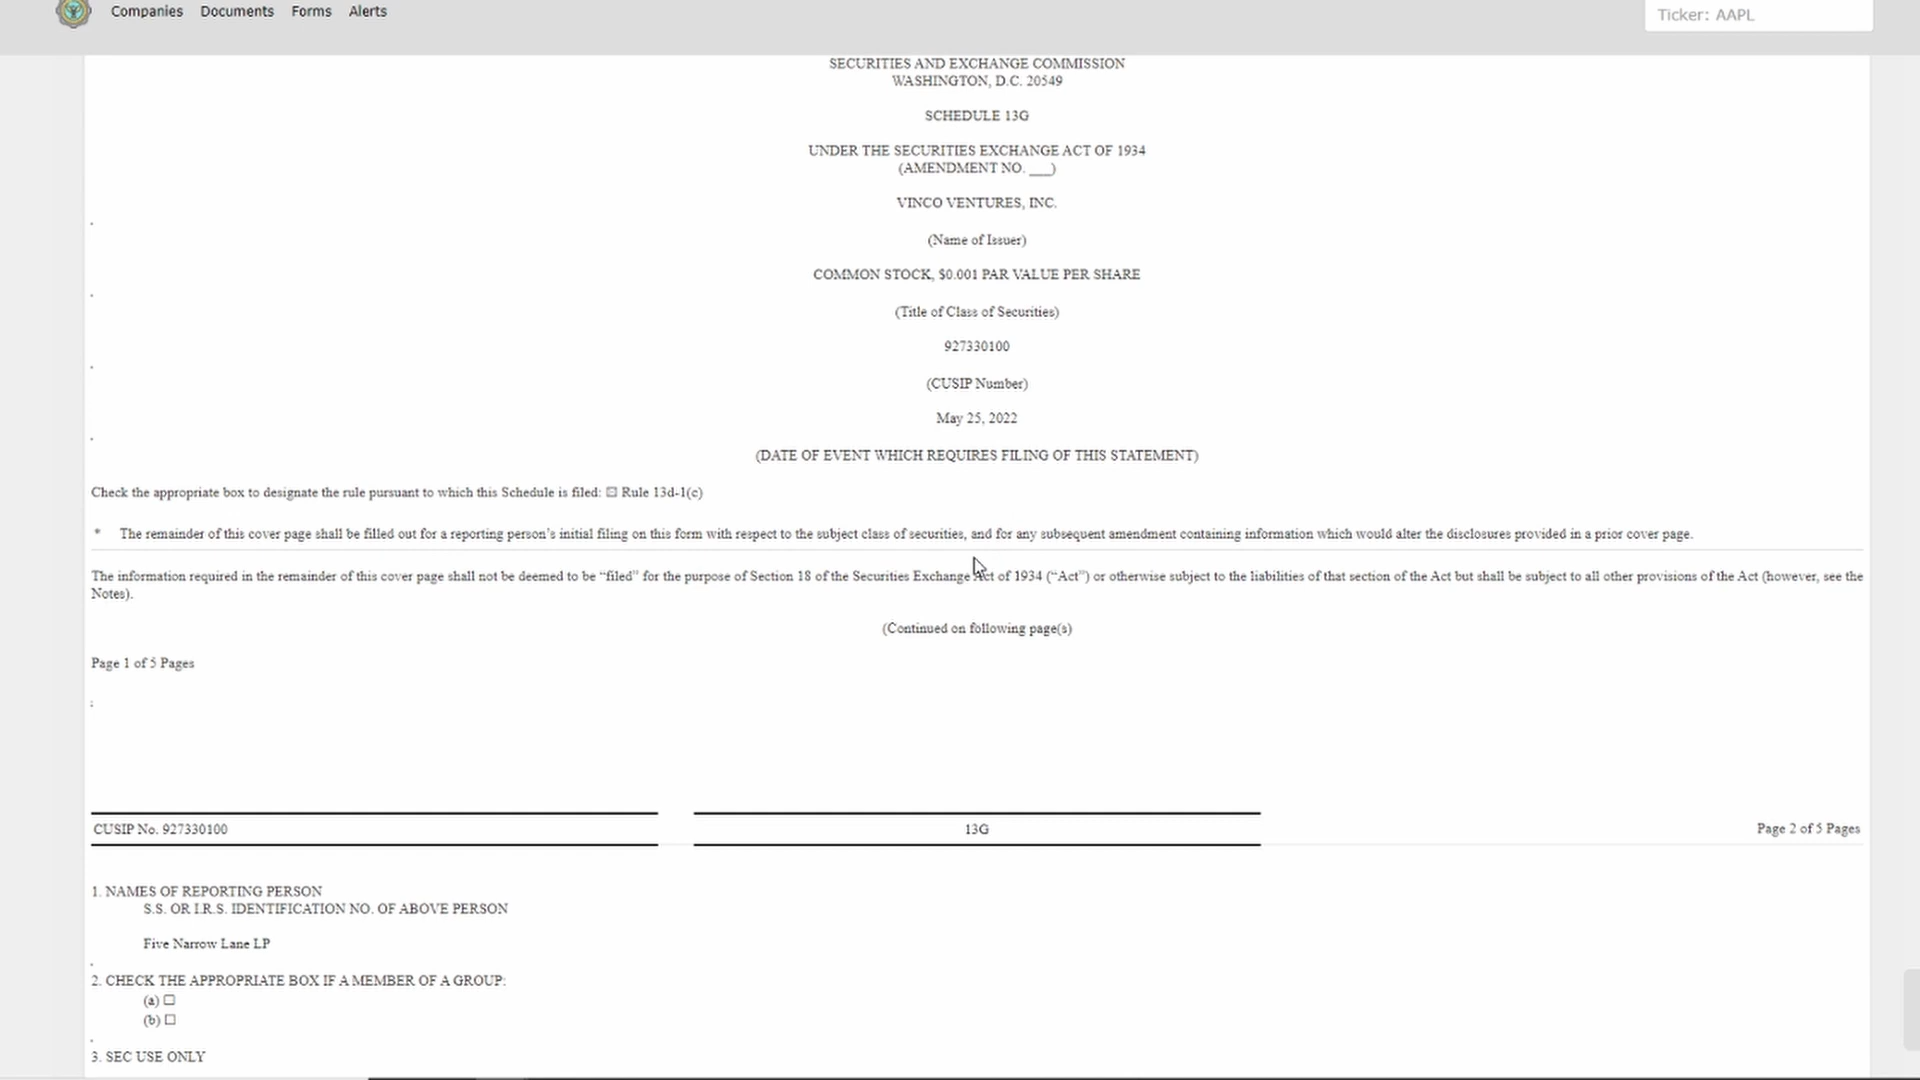 Companies Documents Forms Alerts
Ticker: AAPL
SECURITIES AND EXCHANGE COMMISSION
WASHINGTON, D.C. 20549
SCHEDULE 13G
UNDER THE SECURITIES EXCHANGE ACT OF 1934
(AMENDMENT NO. ___)
VINCO VENTURES, INC.
(Name of Issuer)
COMMON STOCK, $0.001 PAR VALUE PER SHARE
(Title of Class of Securities)
927330100
(CUSIP Number)
May 25, 2022
(DATE OF EVENT WHICH REQUIRES FILING OF THIS STATEMENT)
Check the appropriate box to designate the rule pursuant to which this Schedule is filed: ☒ Rule 13d-1(c)
* The remainder of this cover page shall be filled out for a reporting person’s initial filing on this form with respect to the subject class of securities, and for any subsequent amendment containing information which would alter the disclosures provided in a prior cover page.
The information required in the remainder of this cover page shall not be deemed to be “filed” for the purpose of Section 18 of the Securities Exchange Act of 1934 (“Act”) or otherwise subject to the liabilities of that section of the Act but shall be subject to all other provisions of the Act (however, see the
Notes).
(Continued on following page(s)
Page 1 of 5 Pages
CUSIP No. 927330100 13G Page 2 of 5 Pages
1. NAMES OF REPORTING PERSON
S.S. OR I.R.S. IDENTIFICATION NO. OF ABOVE PERSON
Five Narrow Lane LP
2. CHECK THE APPROPRIATE BOX IF A MEMBER OF A GROUP:
(a) ☐
(b) ☐
3. SEC USE ONLY